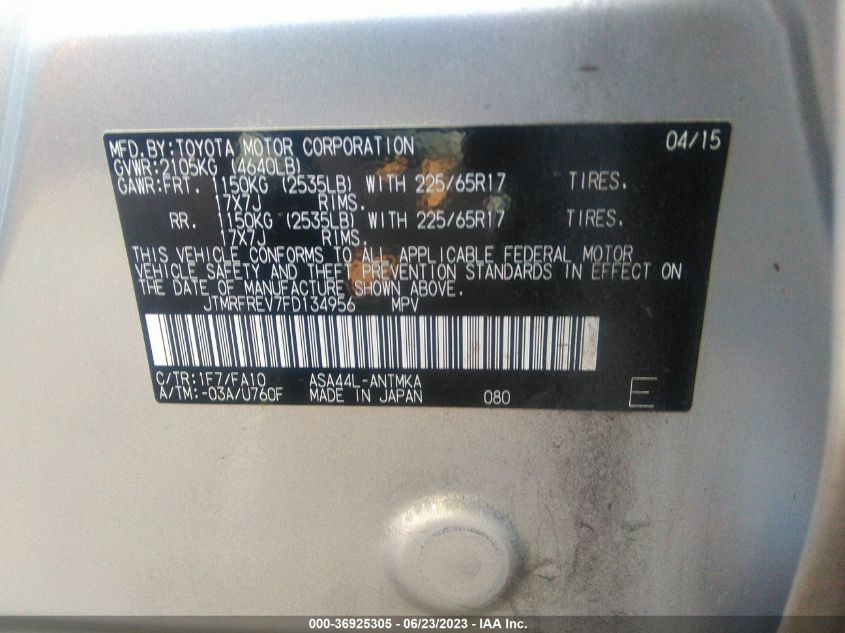 MFD.BY:TOYOTA MOTOR CORPORATION 04/15
GVWR:2105KG (4640LB)
GAWR:FRT. 1150KG (2535LB) WITH 225/65R17 TIRES.
17X7J RIMS.
RR. 1150KG (2535LB) WITH 225/65R17 TIRES.
17X7J RIMS.
THIS VEHICLE CONFORMS TO ALL APPLICABLE FEDERAL MOTOR
VEHICLE SAFETY AND THEFT PREVENTION STANDARDS IN EFFECT ON
THE DATE OF MANUFACTURE SHOWN ABOVE.
JTMRFREV7FD134956 MPV
C/TR:1F7/FA10 ASA44L-ANTMKA
A/TM:-03A/U760F MADE IN JAPAN 080 E
000-36925305 - 06/23/2023 - IAA Inc.